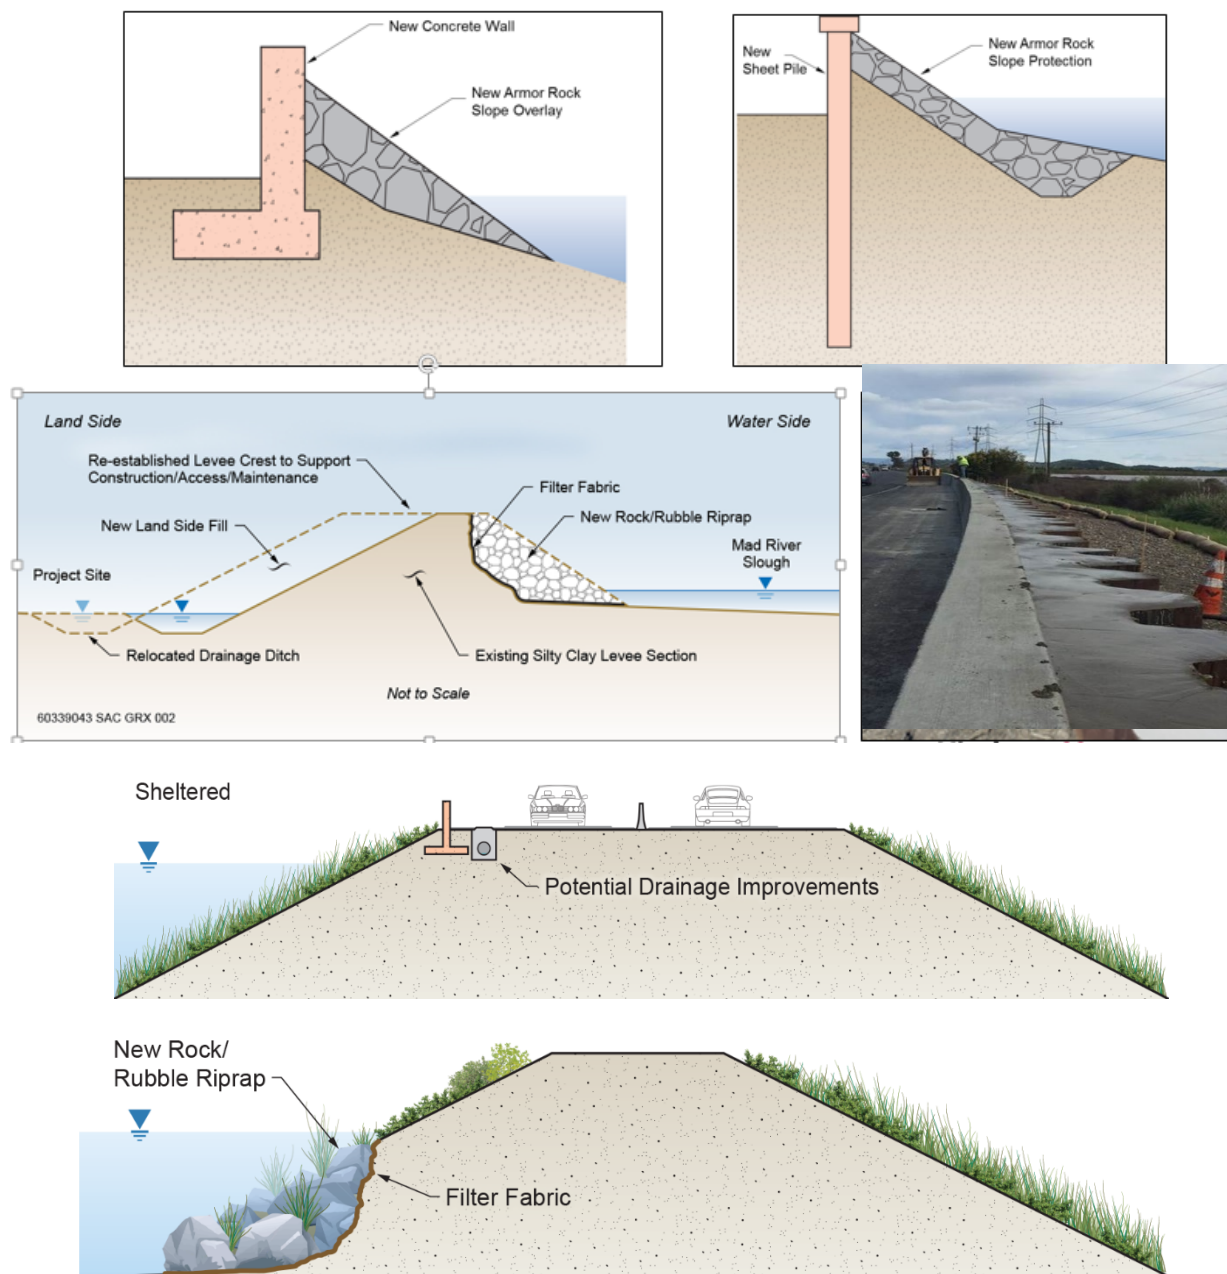 New Concrete Wall
New Armor Rock
Slope Overlay
New
Sheet Pile
New Armor Rock
Slope Protection
Land Side
Water Side
Re-established Levee Crest to Support
Construction/Access/Maintenance
Filter Fabric
New Land Side Fill
New Rock/Rubble Riprap
Mad River
Slough
Project Site
Relocated Drainage Ditch
Existing Silty Clay Levee Section
Not to Scale
60339043 SAC GRX 002
Sheltered
Potential Drainage Improvements
New Rock/
Rubble Riprap
Filter Fabric